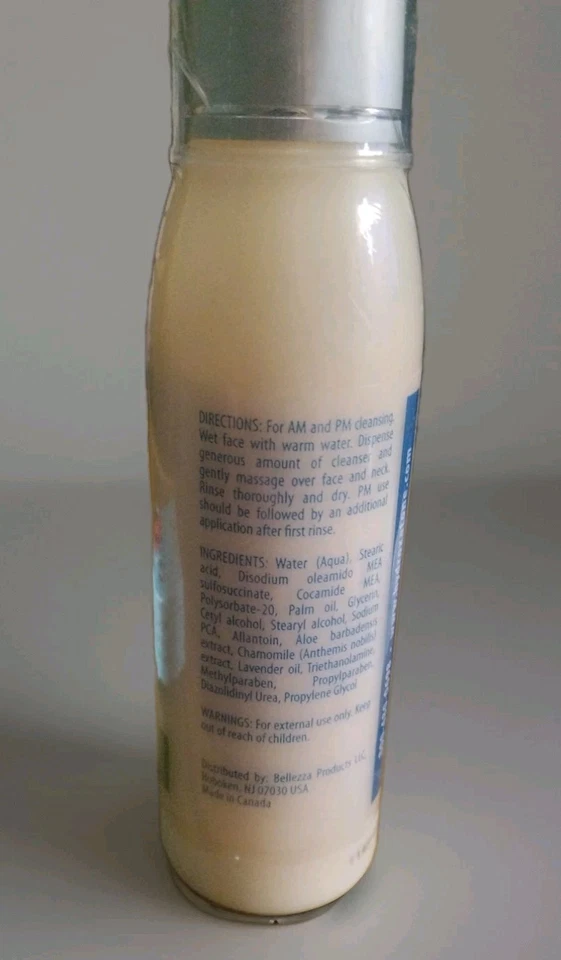 DIRECTIONS: For AM and PM cleansing.
Wet face with warm water. Dispense
generous amount of cleanser and
gently massage over face and neck.
Rinse thoroughly and dry. PM use
should be followed by an additional
application after first rinse.
INGREDIENTS: Water (Aqua), Stearic
acid, Disodium oleamido MEA
sulfosuccinate, Cocamide MEA,
Polysorbate-20, Palm oil, Glycerin,
Cetyl alcohol, Stearyl alcohol, Sodium
PCA, Allantoin, Aloe barbadensis
extract, Chamomile (Anthemis nobilis)
extract, Lavender oil, Triethanolamine,
Methylparaben, Propylparaben,
Diazolidinyl Urea, Propylene Glycol
WARNINGS: For external use only. Keep
out of reach of children.
Distributed by: Bellezza Products LLC,
Hoboken, NJ 07030 USA
Made in Canada
.com